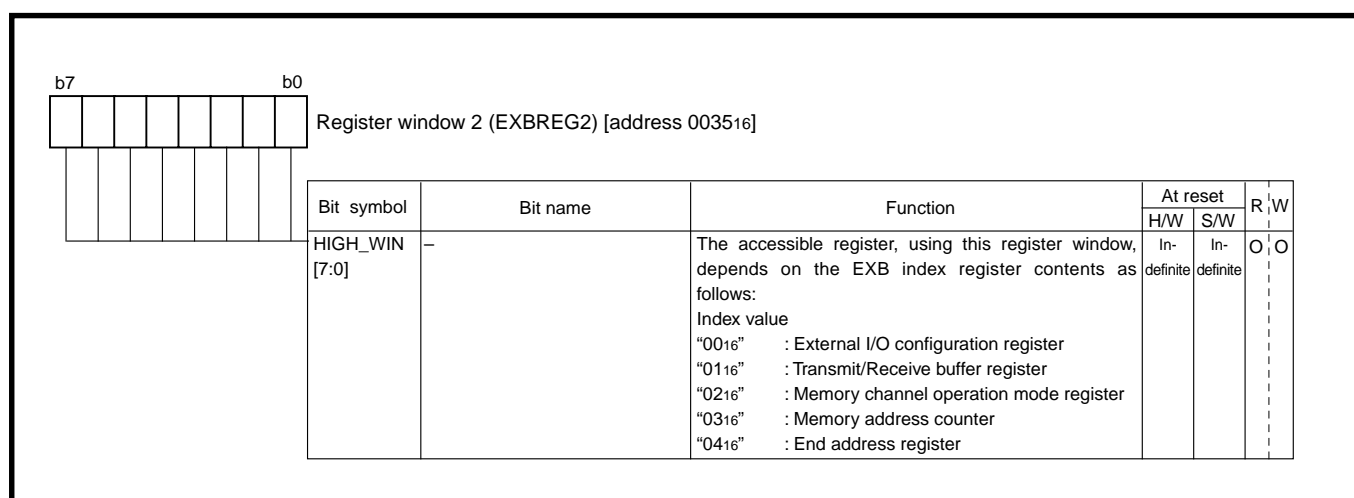 b7 b0
Register window 2 (EXBREG2) [address 003516]
Bit symbol Bit name Function At reset R W
H/W S/W
HIGH_WIN – The accessible register, using this register window, In- In- O O
[7:0] depends on the EXB index register contents as definite definite
follows:
Index value
“0016” : External I/O configuration register
“0116” : Transmit/Receive buffer register
“0216” : Memory channel operation mode register
“0316” : Memory address counter
“0416” : End address register